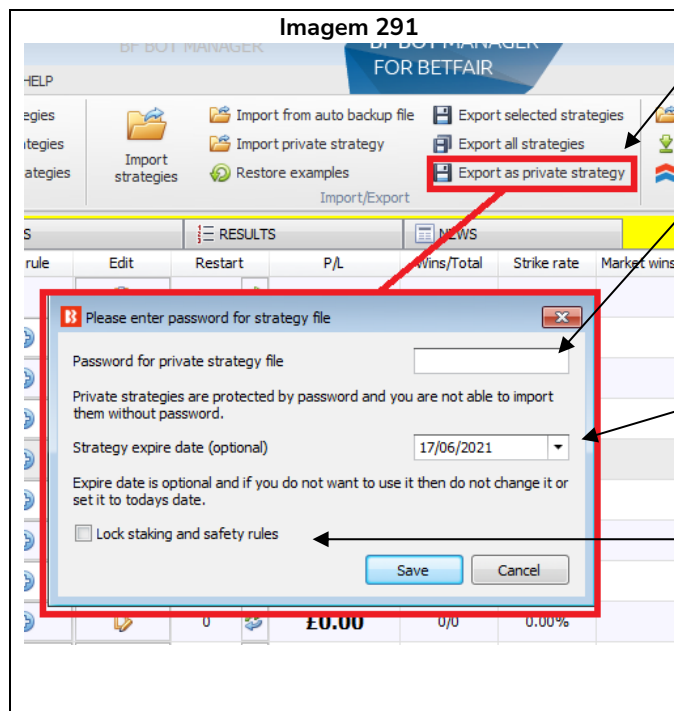 Imagem 291
BF BOT MANAGER
BF BOT MANAGER
FOR BETFAIR
HELP
egies
Import from auto backup file
Export selected strategies
ategies
Import private strategy
Export all strategies
Import
strategies
ategies
Restore examples
Export as private strategy
Import/Export
S
RESULTS
NEWS
rule
Edit
Restart
P/L
Wins/Total
Strike rate
Market wins
Please enter password for strategy file
Password for private strategy file
Private strategies are protected by password and you are not able to import
them without password.
Strategy expire date (optional)
17/06/2021
Expire date is optional and if you do not want to use it then do not change it or
set it to todays date.
Lock staking and safety rules
Save
Cancel
0
£0.00
0/0
0.00%